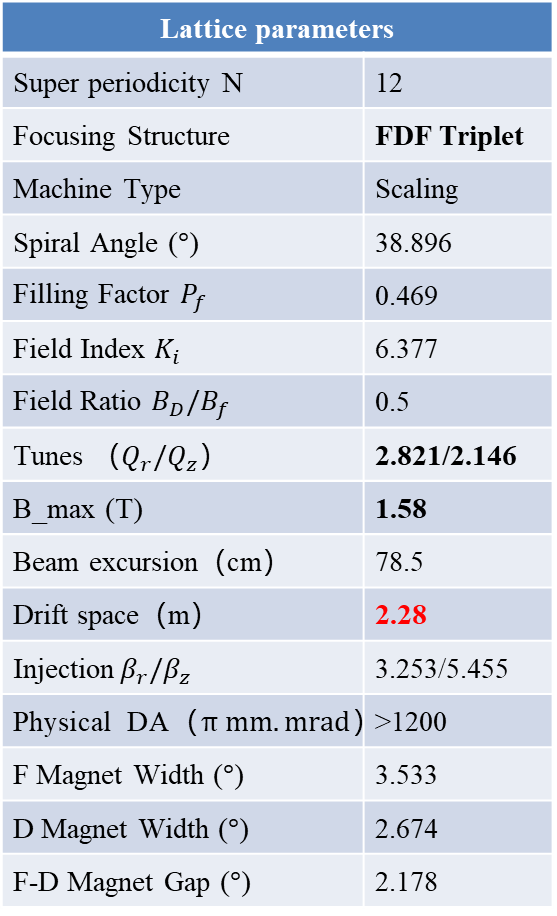 Lattice parameters
Super periodicity N 12
Focusing Structure FDF Triplet
Machine Type Scaling
Spiral Angle (°) 38.896
Filling Factor P_f 0.469
Field Index K_i 6.377
Field Ratio B_D/B_f 0.5
Tunes （Q_r/Q_z） 2.821/2.146
B_max (T) 1.58
Beam excursion（cm） 78.5
Drift space（m） 2.28
Injection β_r/β_z 3.253/5.455
Physical DA（π mm. mrad） >1200
F Magnet Width (°) 3.533
D Magnet Width (°) 2.674
F-D Magnet Gap (°) 2.178